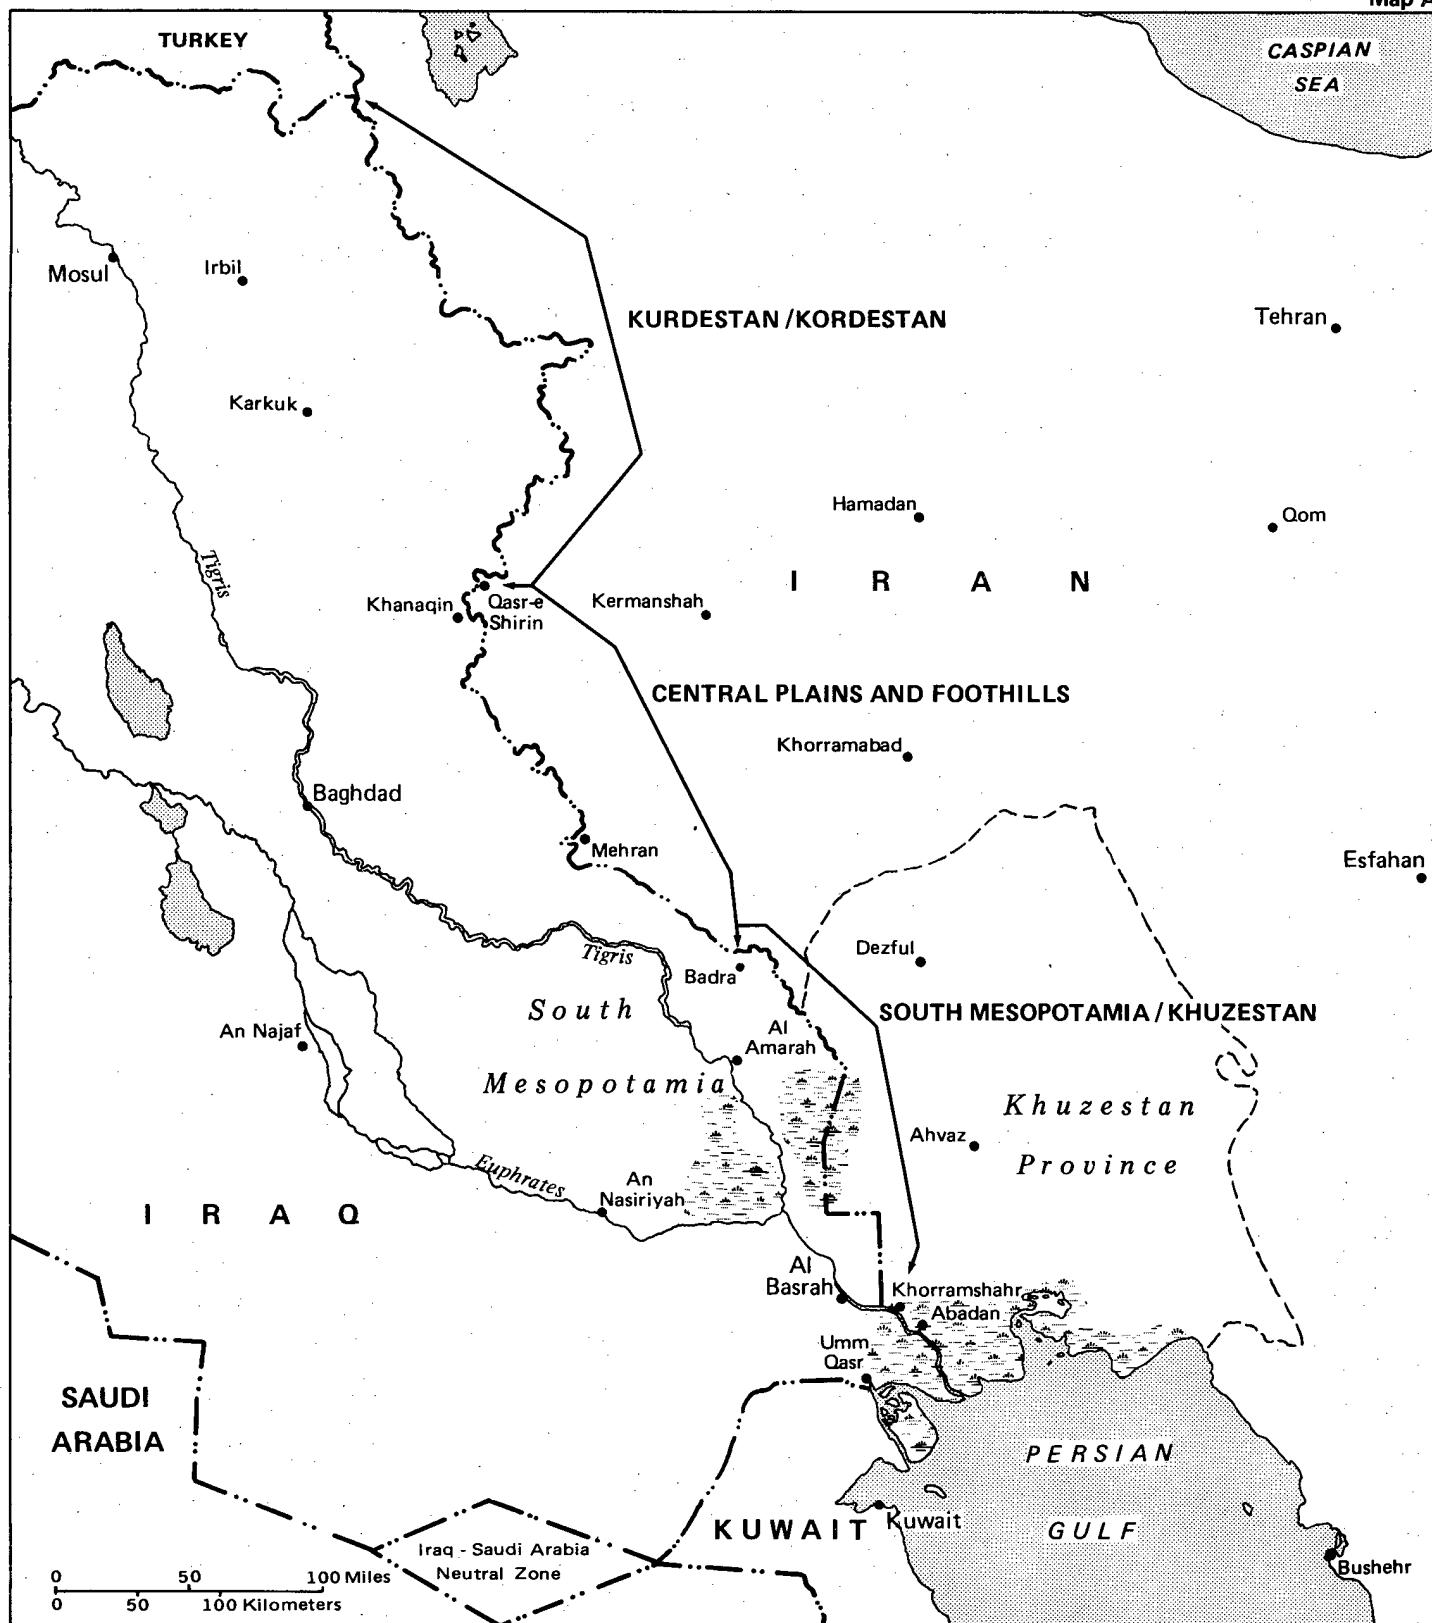 Map A
TURKEY
CASPIAN
SEA
Mosul
Irbil
KURDESTAN/KORDESTAN
Tehran
Karkuk
Hamadan
Qom
Tigris
I R A N
Khanaqin
Qasr-e
Shirin
Kermanshah
CENTRAL PLAINS AND FOOTHILLS
Khorramabad
Baghdad
Mehran
Esfahan
Dezful
Tigris
Badra
South
Mesopotamia
SOUTH MESOPOTAMIA/KHUZESTAN
An Najaf
Al
Amarah
Khuzestan
Province
Ahvaz
Euphrates
An
Nasiriyah
I R A Q
Al
Basrah
Khorramshahr
Abadan
Umm
Qasr
SAUDI
ARABIA
PERSIAN
GULF
KUWAIT
Kuwait
Iraq - Saudi Arabia
Neutral Zone
Bushehr
0 50 100 Miles
0 50 100 Kilometers